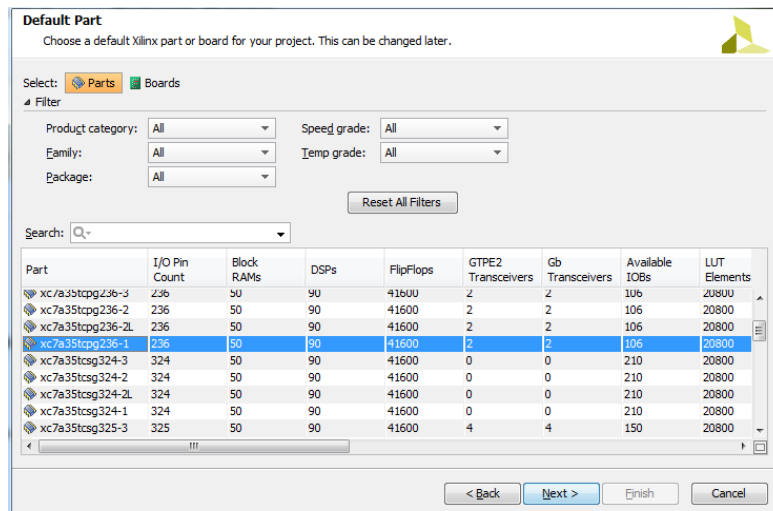 Default Part
Choose a default Xilinx part or board for your project. This can be changed later.
Select: Parts Boards
Filter
Product category: All Speed grade: All
Family: All Temp grade: All
Package: All
Reset All Filters
Search:
Part I/O Pin Count Block RAMs DSPs FlipFlops GTPE2 Transceivers Gb Transceivers Available IOBs LUT Elements
xc7a35tcpg236-3 236 50 90 41600 2 2 106 20800
xc7a35tcpg236-2 236 50 90 41600 2 2 106 20800
xc7a35tcpg236-2L 236 50 90 41600 2 2 106 20800
xc7a35tcpg236-1 236 50 90 41600 2 2 106 20800
xc7a35tcsg324-3 324 50 90 41600 0 0 210 20800
xc7a35tcsg324-2 324 50 90 41600 0 0 210 20800
xc7a35tcsg324-2L 324 50 90 41600 0 0 210 20800
xc7a35tcsg324-1 324 50 90 41600 0 0 210 20800
xc7a35tcsg325-3 325 50 90 41600 4 4 150 20800
< Back Next > Finish Cancel